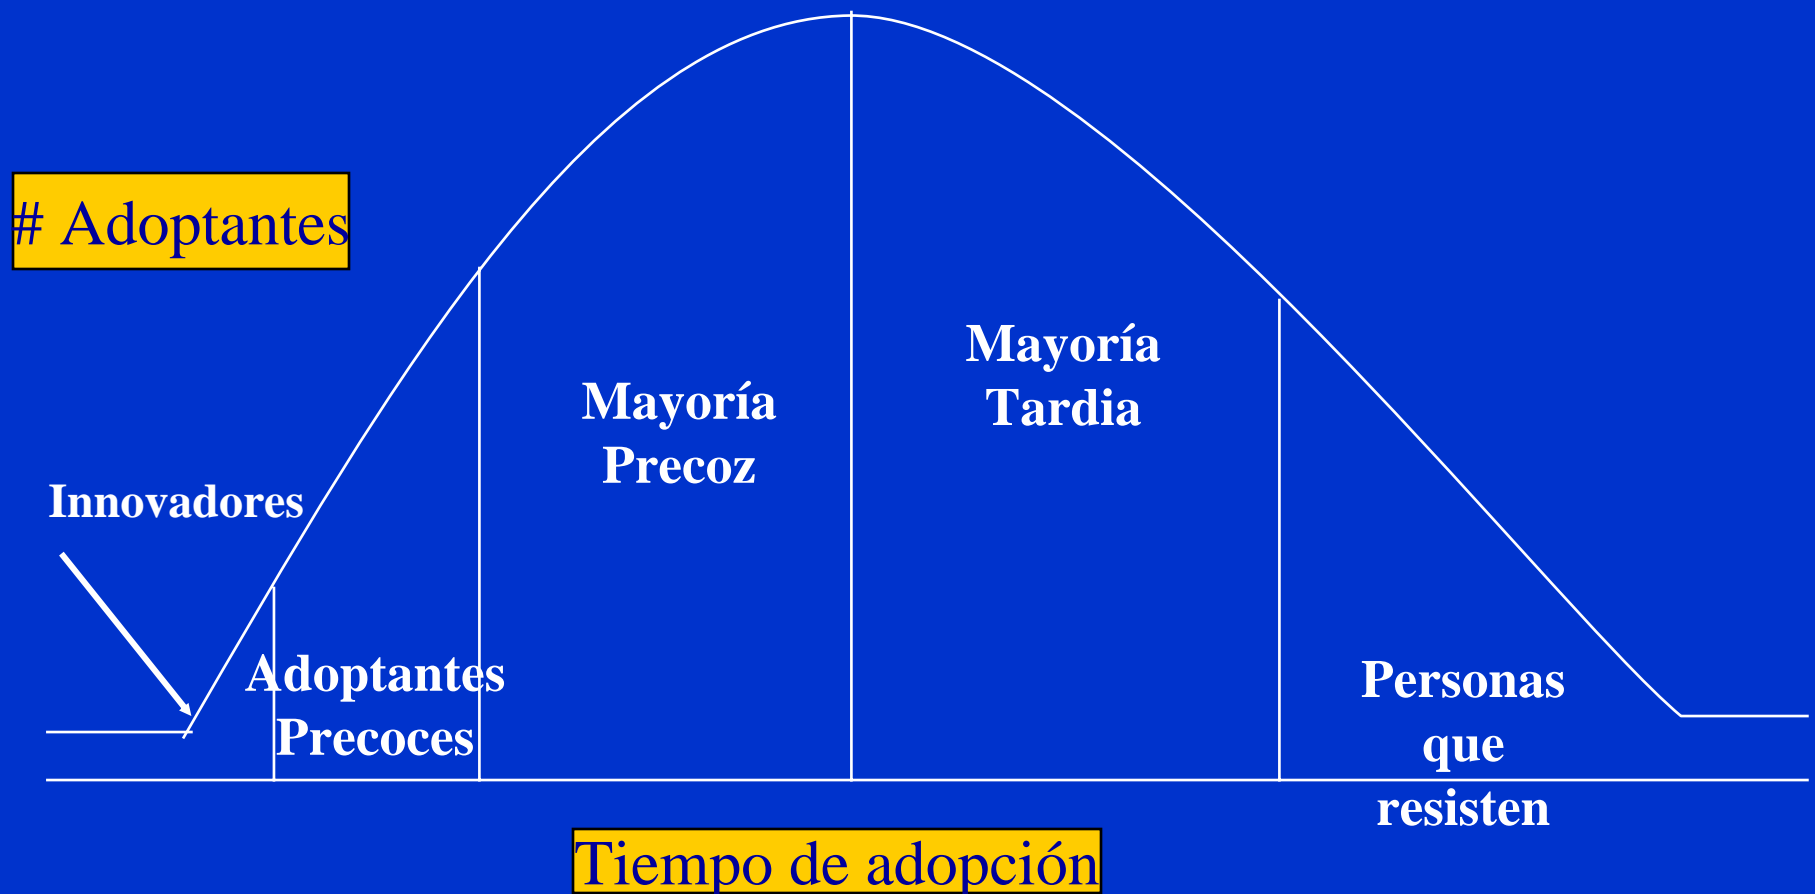 # Adoptantes
Mayoría
Tardia
Mayoría
Precoz
Innovadores
Adoptantes
Precoces
Personas
que
resisten
Tiempo de adopción